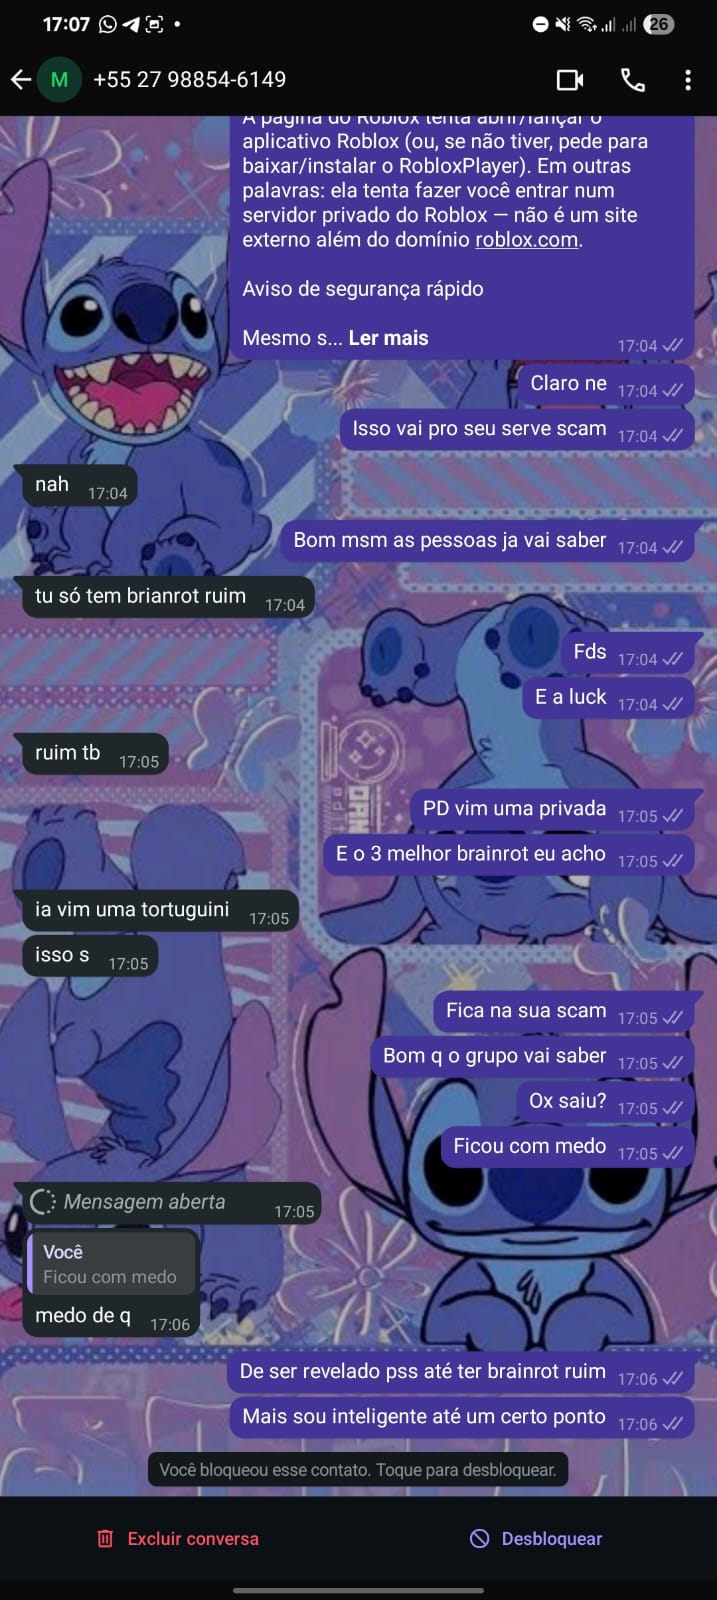 17:07
26
M +55 27 98854-6149
A página do Roblox tenta abrir/lançar o
aplicativo Roblox (ou, se não tiver, pede para
baixar/instalar o RobloxPlayer). Em outras
palavras: ela tenta fazer você entrar num
servidor privado do Roblox — não é um site
externo além do domínio roblox.com.
Aviso de segurança rápido
Mesmo s... Ler mais 17:04
Claro ne 17:04
Isso vai pro seu serve scam 17:04
nah 17:04
Bom msm as pessoas ja vai saber 17:04
tu só tem brianrot ruim 17:04
Fds 17:04
E a luck 17:04
ruim tb 17:05
PD vim uma privada 17:05
E o 3 melhor brainrot eu acho 17:05
ia vim uma tortuguini 17:05
isso s 17:05
Fica na sua scam 17:05
Bom q o grupo vai saber 17:05
Ox saiu? 17:05
Ficou com medo 17:05
Mensagem aberta 17:05
Você
Ficou com medo
medo de q 17:06
De ser revelado pss até ter brainrot ruim 17:06
Mais sou inteligente até um certo ponto 17:06
Você bloqueou esse contato. Toque para desbloquear.
Excluir conversa
Desbloquear